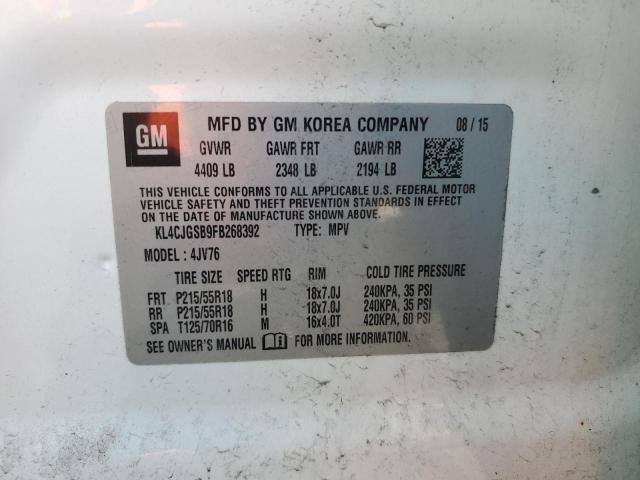 GM
MFD BY GM KOREA COMPANY 08 / 15
GVWR GAWR FRT GAWR RR
4409 LB 2348 LB 2194 LB
THIS VEHICLE CONFORMS TO ALL APPLICABLE U.S. FEDERAL MOTOR
VEHICLE SAFETY AND THEFT PREVENTION STANDARDS IN EFFECT
ON THE DATE OF MANUFACTURE SHOWN ABOVE.
KL4CJGSB9FB268392 TYPE: MPV
MODEL : 4JV76
TIRE SIZE SPEED RTG RIM COLD TIRE PRESSURE
FRT P215/55R18 H 18x7.0J 240KPA, 35 PSI
RR P215/55R18 H 18x7.0J 240KPA, 35 PSI
SPA T125/70R16 M 16x4.0T 420KPA, 60 PSI
SEE OWNER'S MANUAL FOR MORE INFORMATION